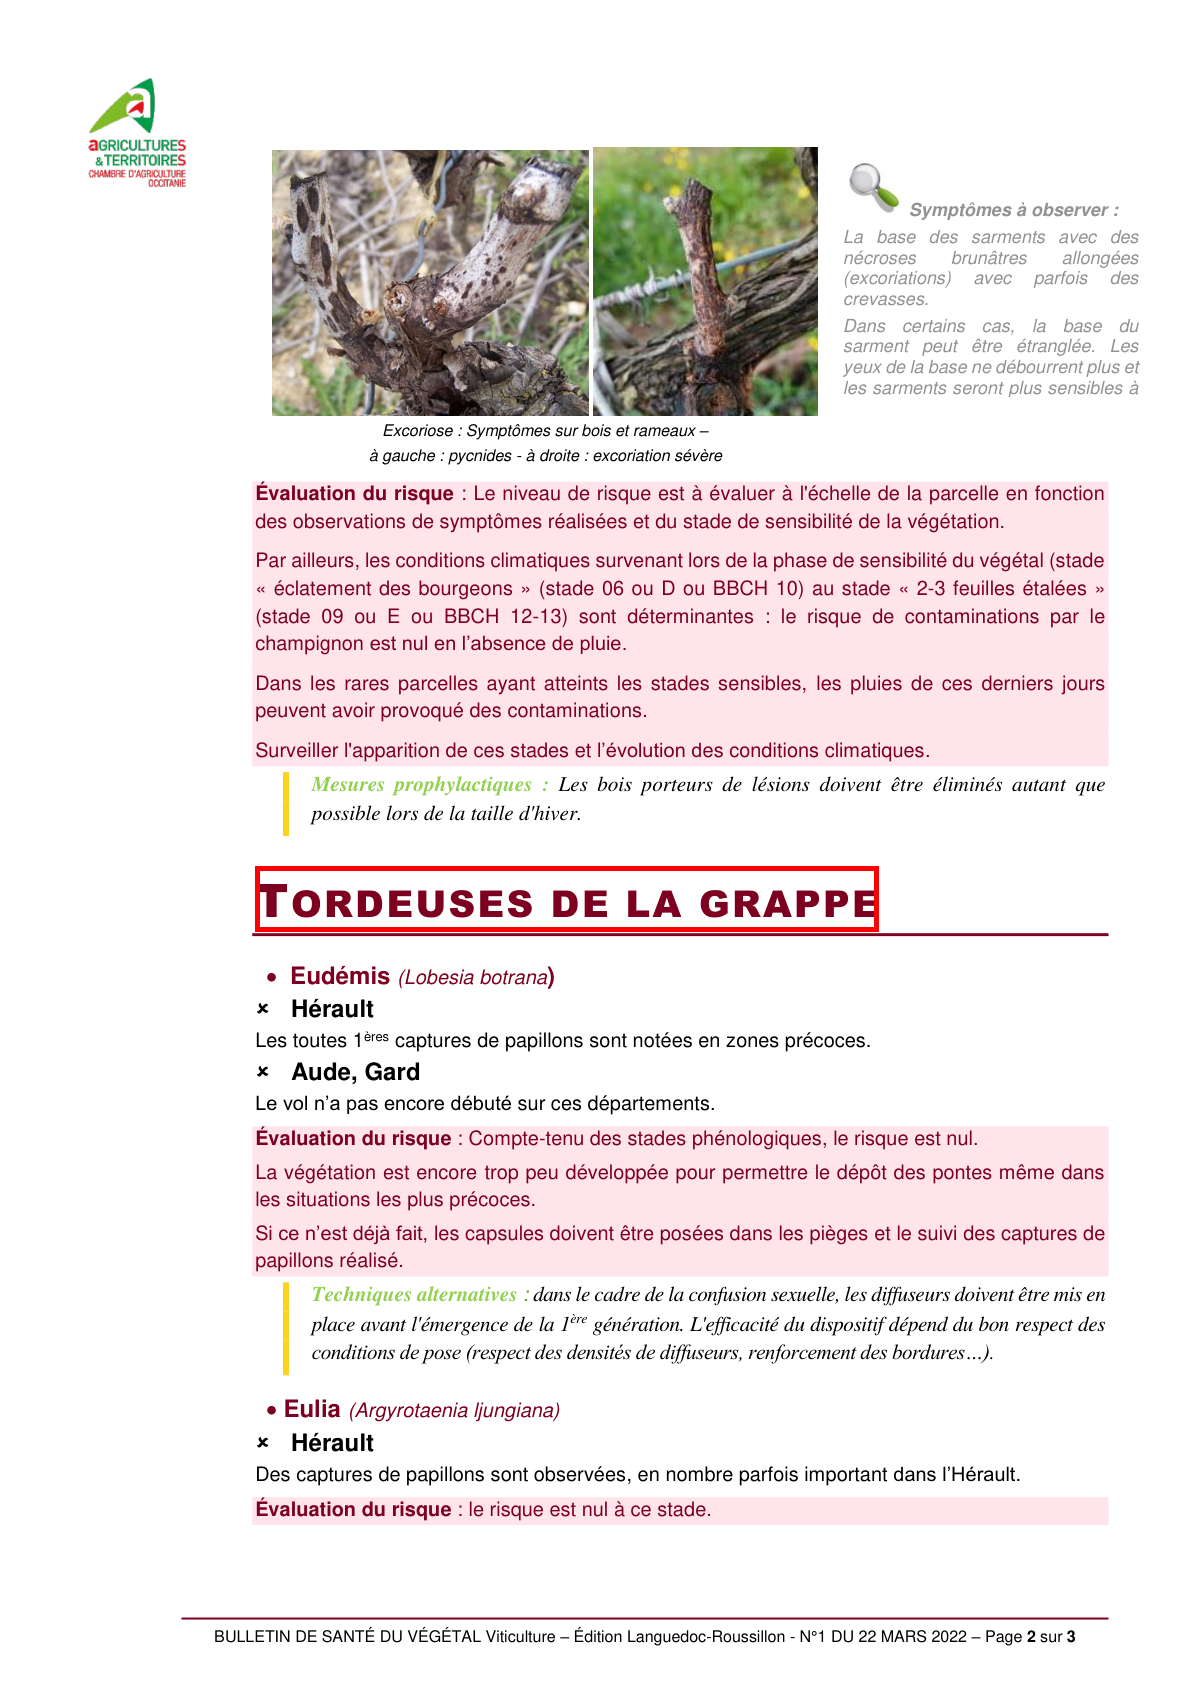 aGRICULTURES
& TERRITOIRES
CHAMBRE D'AGRICULTURE
OCCITANIE
Symptômes à observer :
La base des sarments avec des
nécroses brunâtres allongées
(excoriations) avec parfois des
crevasses.
Dans certains cas, la base du
sarment peut être étranglée. Les
yeux de la base ne débourrent plus et
les sarments seront plus sensibles à
Excoriose : Symptômes sur bois et rameaux –
à gauche : pycnides - à droite : excoriation sévère
Évaluation du risque : Le niveau de risque est à évaluer à l'échelle de la parcelle en fonction
des observations de symptômes réalisées et du stade de sensibilité de la végétation.
Par ailleurs, les conditions climatiques survenant lors de la phase de sensibilité du végétal (stade
« éclatement des bourgeons » (stade 06 ou D ou BBCH 10) au stade « 2-3 feuilles étalées »
(stade 09 ou E ou BBCH 12-13) sont déterminantes : le risque de contaminations par le
champignon est nul en l’absence de pluie.
Dans les rares parcelles ayant atteints les stades sensibles, les pluies de ces derniers jours
peuvent avoir provoqué des contaminations.
Surveiller l'apparition de ces stades et l’évolution des conditions climatiques.
Mesures prophylactiques : Les bois porteurs de lésions doivent être éliminés autant que
possible lors de la taille d'hiver.
TORDEUSES DE LA GRAPPE
• Eudémis (Lobesia botrana)
× Hérault
Les toutes 1ères captures de papillons sont notées en zones précoces.
× Aude, Gard
Le vol n’a pas encore débuté sur ces départements.
Évaluation du risque : Compte-tenu des stades phénologiques, le risque est nul.
La végétation est encore trop peu développée pour permettre le dépôt des pontes même dans
les situations les plus précoces.
Si ce n’est déjà fait, les capsules doivent être posées dans les pièges et le suivi des captures de
papillons réalisé.
Techniques alternatives : dans le cadre de la confusion sexuelle, les diffuseurs doivent être mis en
place avant l'émergence de la 1ère génération. L'efficacité du dispositif dépend du bon respect des
conditions de pose (respect des densités de diffuseurs, renforcement des bordures…).
• Eulia (Argyrotaenia ljungiana)
× Hérault
Des captures de papillons sont observées, en nombre parfois important dans l’Hérault.
Évaluation du risque : le risque est nul à ce stade.
BULLETIN DE SANTÉ DU VÉGÉTAL Viticulture – Édition Languedoc-Roussillon - N°1 DU 22 MARS 2022 – Page 2 sur 3